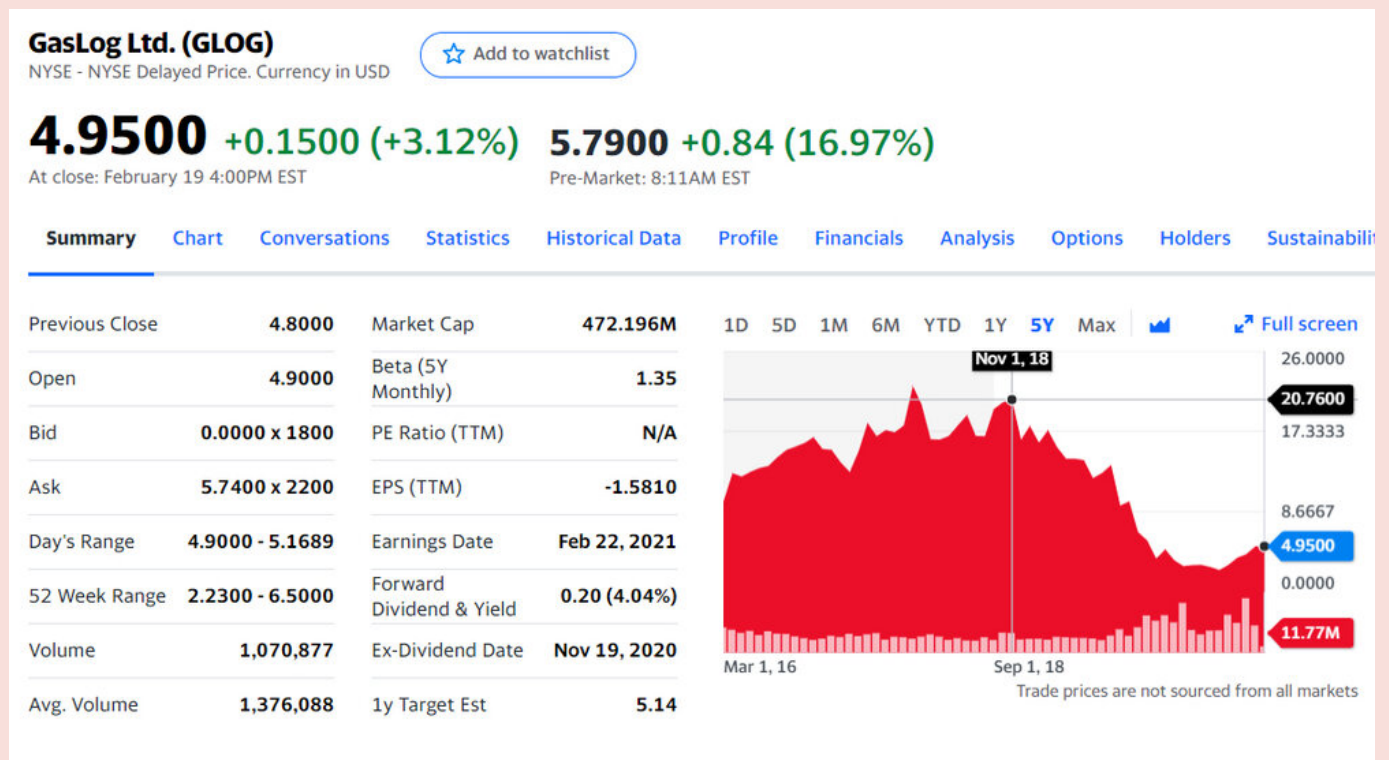 GasLog Ltd. (GLOG)
NYSE - NYSE Delayed Price. Currency in USD
Add to watchlist
4.9500 +0.1500 (+3.12%)
At close: February 19 4:00PM EST
5.7900 +0.84 (16.97%)
Pre-Market: 8:11AM EST
Summary Chart Conversations Statistics Historical Data Profile Financials Analysis Options Holders Sustainabilit
Previous Close 4.8000
Open 4.9000
Bid 0.0000 x 1800
Ask 5.7400 x 2200
Day's Range 4.9000 - 5.1689
52 Week Range 2.2300 - 6.5000
Volume 1,070,877
Avg. Volume 1,376,088
Market Cap 472.196M
Beta (5Y
Monthly) 1.35
PE Ratio (TTM) N/A
EPS (TTM) -1.5810
Earnings Date Feb 22, 2021
Forward
Dividend & Yield 0.20 (4.04%)
Ex-Dividend Date Nov 19, 2020
1y Target Est 5.14
1D 5D 1M 6M YTD 1Y 5Y Max Full screen
Nov 1, 18
26.0000
20.7600
17.3333
8.6667
4.9500
0.0000
11.77M
Mar 1, 16 Sep 1, 18
Trade prices are not sourced from all markets